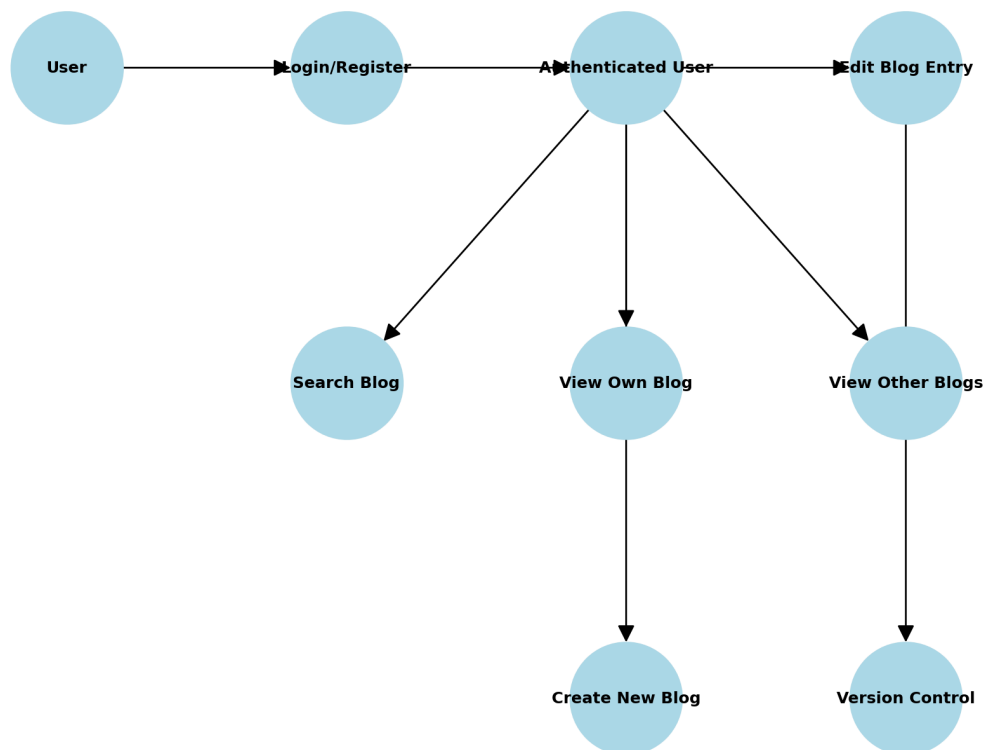 User
Login/Register
Authenticated User
Edit Blog Entry
Search Blog
View Own Blog
View Other Blogs
Create New Blog
Version Control